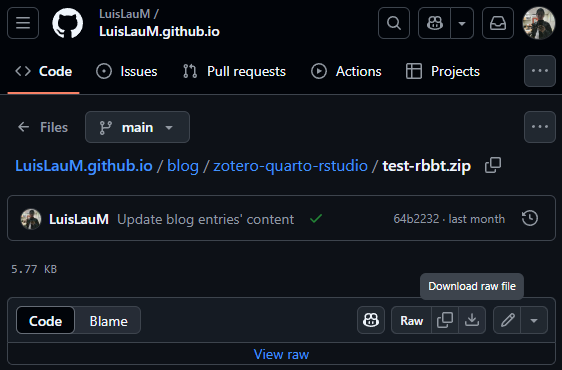 LuisLauM /
LuisLauM.github.io
Code Issues Pull requests Actions Projects
Files main
LuisLauM.github.io / blog / zotero-quarto-rstudio / test-rbbt.zip
LuisLauM Update blog entries' content 64b2232 · last month
5.77 KB
Download raw file
Code Blame Raw
View raw